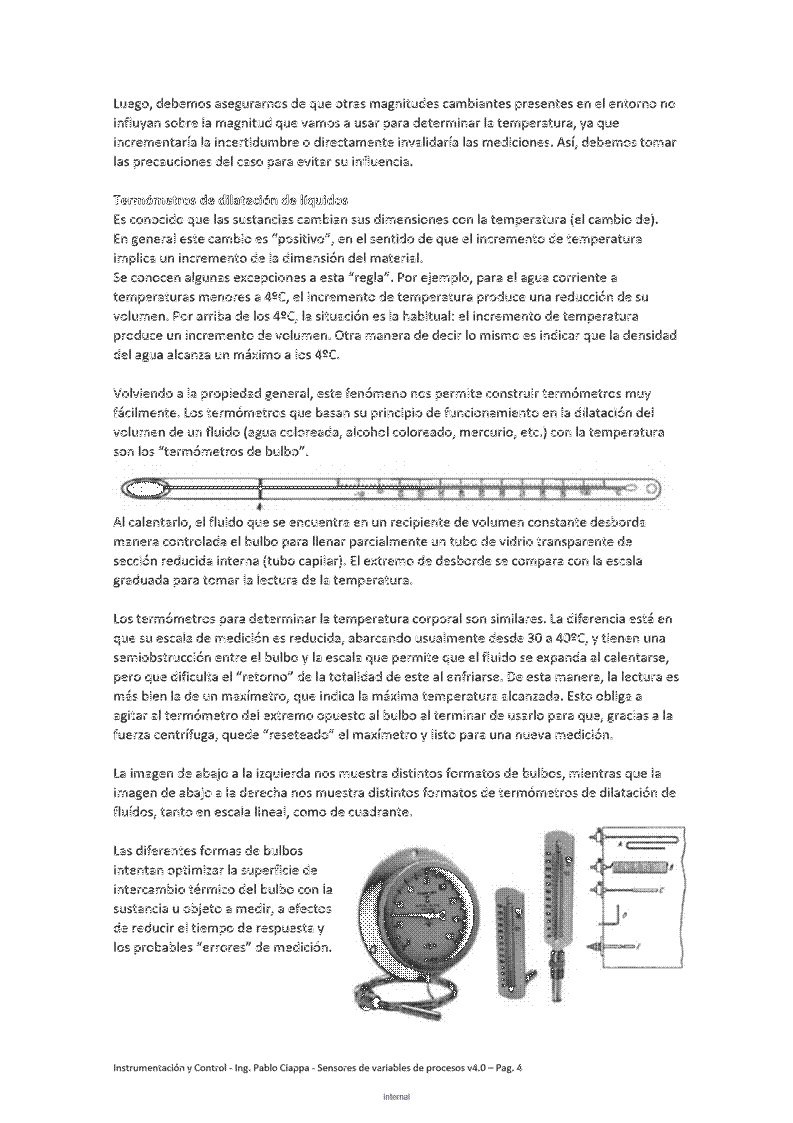 Luego, debemos asegurarnos de que otras magnitudes cambiantes presentes en el entorno no
influyan sobre la magnitud que vamos a usar para determinar la temperatura, ya que
incrementaría la incertidumbre o directamente invalidaría las mediciones. Así, debemos tomar
las precauciones del caso para evitar su influencia.
Termómetros de dilatación de líquidos
Es conocido que las sustancias cambian sus dimensiones con la temperatura (el cambio de).
En general este cambio es “positivo”, en el sentido de que el incremento de temperatura
implica un incremento de la dimensión del material.
Se conocen algunas excepciones a esta “regla”. Por ejemplo, para el agua corriente a
temperaturas menores a 4ºC, el incremento de temperatura produce una reducción de su
volumen. Por arriba de los 4ºC, la situación es la habitual: el incremento de temperatura
produce un incremento de volumen. Otra manera de decir lo mismo es indicar que la densidad
del agua alcanza un máximo a los 4ºC.
Volviendo a la propiedad general, este fenómeno nos permite construir termómetros muy
fácilmente. Los termómetros que basan su principio de funcionamiento en la dilatación del
volumen de un fluido (agua coloreada, alcohol coloreado, mercurio, etc.) con la temperatura
son los “termómetros de bulbo”.
Al calentarlo, el fluido que se encuentra en un recipiente de volumen constante desborda
manera controlada el bulbo para llenar parcialmente un tubo de vidrio transparente de
sección reducida interna (tubo capilar). El extremo de desborde se compara con la escala
graduada para tomar la lectura de la temperatura.
Los termómetros para determinar la temperatura corporal son similares. La diferencia está en
que su escala de medición es reducida, abarcando usualmente desde 30 a 40ºC, y tienen una
semiobstrucción entre el bulbo y la escala que permite que el fluido se expanda al calentarse,
pero que dificulta el “retorno” de la totalidad de este al enfriarse. De esta manera, la lectura es
más bien la de un maxímetro, que indica la máxima temperatura alcanzada. Esto obliga a
agitar al termómetro del extremo opuesto al bulbo al terminar de usarlo para que, gracias a la
fuerza centrífuga, quede “reseteado” el maxímetro y listo para una nueva medición.
La imagen de abajo a la izquierda nos muestra distintos formatos de bulbos, mientras que la
imagen de abajo a la derecha nos muestra distintos formatos de termómetros de dilatación de
fluídos, tanto en escala lineal, como de cuadrante.
Las diferentes formas de bulbos
intentan optimizar la superficie de
intercambio térmico del bulbo con la
sustancia u objeto a medir, a efectos
de reducir el tiempo de respuesta y
los probables “errores” de medición.
A
B
C
D
Instrumentación y Control - Ing. Pablo Ciappa - Sensores de variables de procesos v4.0 – Pag. 4
Internal